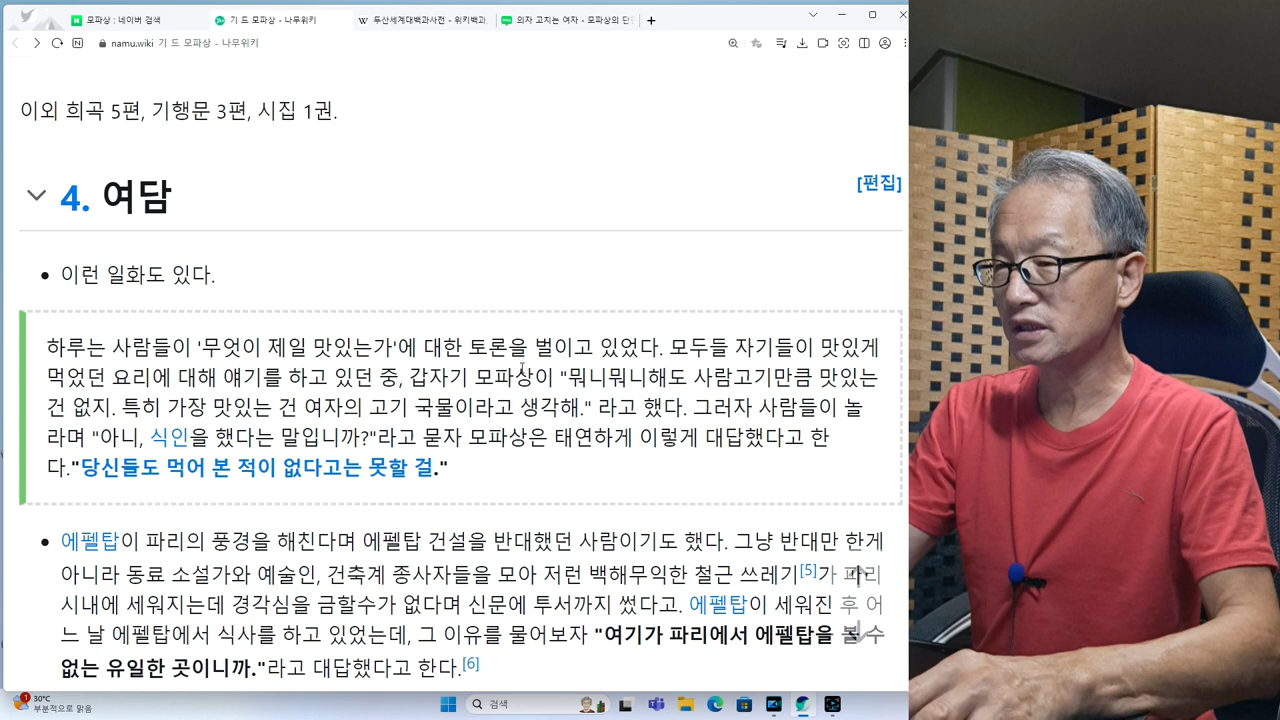 모파상 : 네이버 검색
기 드 모파상 - 나무위키
W 두산세계대백과사전 - 위키백과
의자 고치는 여자 - 모파상의 단
namu.wiki 기 드 모파상 - 나무위키
이외 희곡 5편, 기행문 3편, 시집 1권.
4. 여담
[편집]
• 이런 일화도 있다.
하루는 사람들이 '무엇이 제일 맛있는가'에 대한 토론을 벌이고 있었다. 모두들 자기들이 맛있게
먹었던 요리에 대해 얘기를 하고 있던 중, 갑자기 모파상이 "뭐니뭐니해도 사람고기만큼 맛있는
건 없지. 특히 가장 맛있는 건 여자의 고기 국물이라고 생각해." 라고 했다. 그러자 사람들이 놀
라며 "아니, 식인을 했다는 말입니까?"라고 묻자 모파상은 태연하게 이렇게 대답했다고 한
다."당신들도 먹어 본 적이 없다고는 못할 걸."
• 에펠탑이 파리의 풍경을 해친다며 에펠탑 건설을 반대했던 사람이기도 했다. 그냥 반대만 한게
아니라 동료 소설가와 예술인, 건축계 종사자들을 모아 저런 백해무익한 철근 쓰레기[5]가 파리
시내에 세워지는데 경각심을 금할수가 없다며 신문에 투서까지 썼다고. 에펠탑이 세워진 후 어
느 날 에펠탑에서 식사를 하고 있었는데, 그 이유를 물어보자 "여기가 파리에서 에펠탑을 볼 수
없는 유일한 곳이니까."라고 대답했다고 한다.[6]
1
30°C
부분적으로 맑음
검색